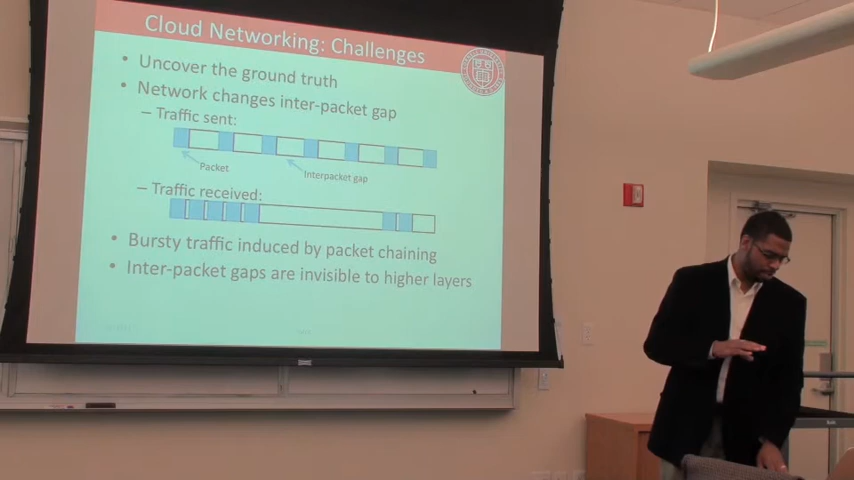 Cloud Networking: Challenges
• Uncover the ground truth
• Network changes inter-packet gap
– Traffic sent:
Packet
Interpacket gap
– Traffic received:
• Bursty traffic induced by packet chaining
• Inter-packet gaps are invisible to higher layers